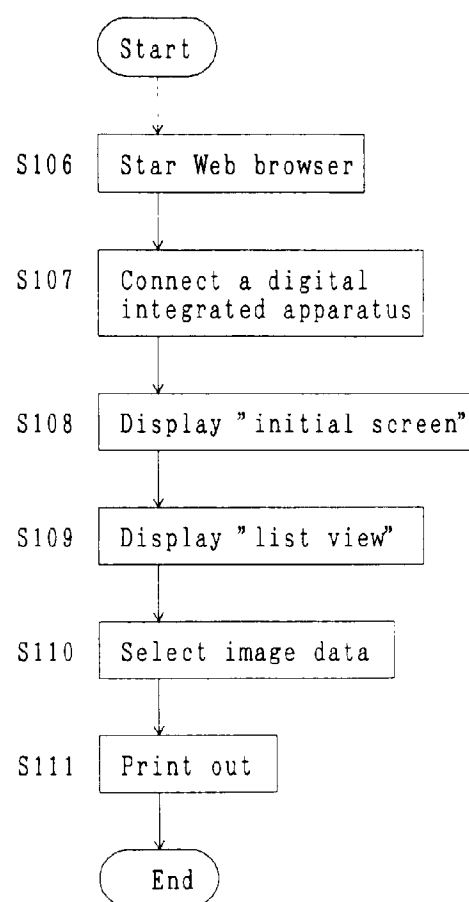 Start
S106 Star Web browser
S107 Connect a digital
integrated apparatus
S108 Display "initial screen"
S109 Display "list view"
S110 Select image data
S111 Print out
End